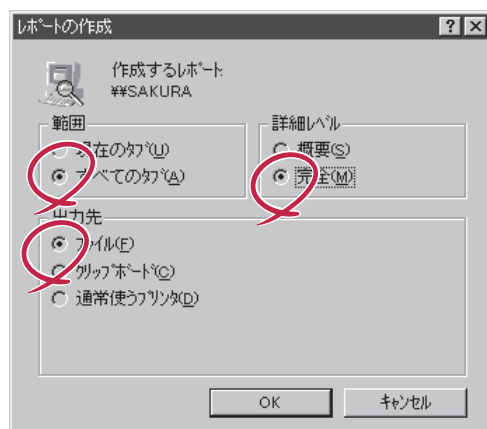 レポートの作成
作成するレポート:
¥¥SAKURA
範囲
現在のタブ(U)
すべてのタブ(A)
詳細レベル
概要(S)
完全(M)
出力先
ファイル(F)
クリップボード(C)
通常使うプリンタ(D)
OK
キャンセル